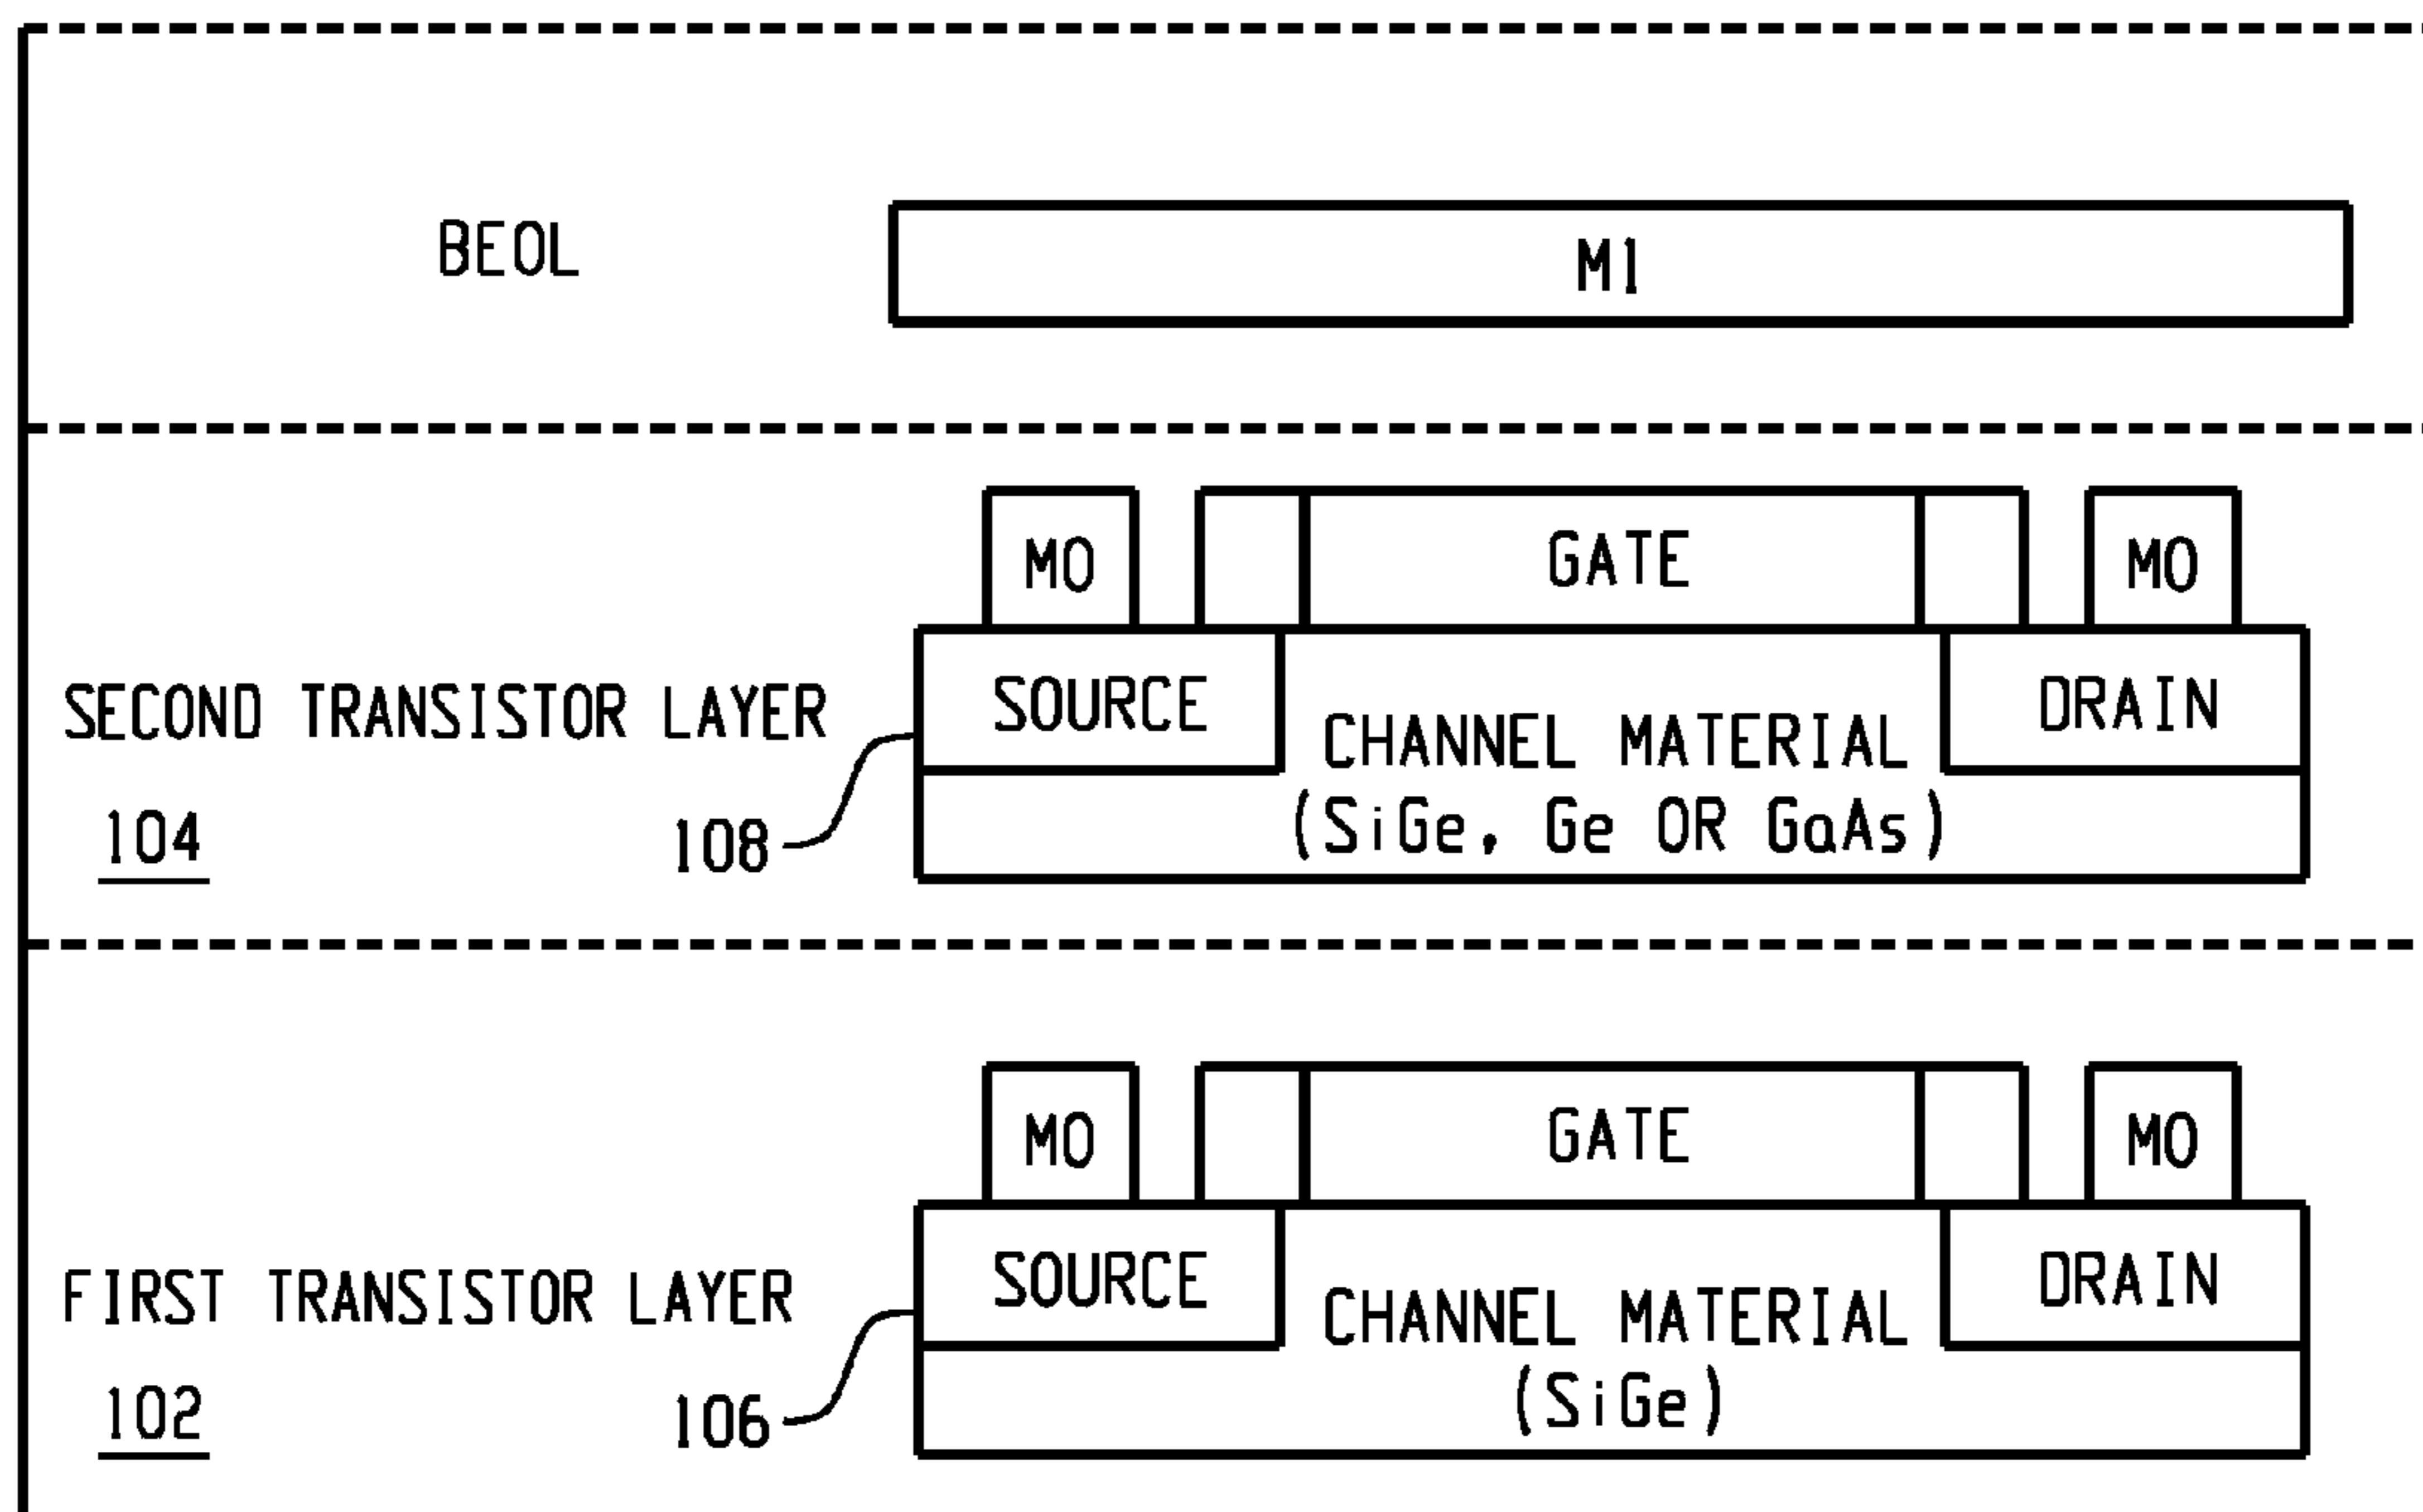 BEOL
M1
MO
GATE
MO
SECOND TRANSISTOR LAYER
SOURCE
DRAIN
CHANNEL MATERIAL
(SiGe, Ge OR GaAs)
104
108
MO
GATE
MO
FIRST TRANSISTOR LAYER
SOURCE
DRAIN
CHANNEL MATERIAL
(SiGe)
102
106